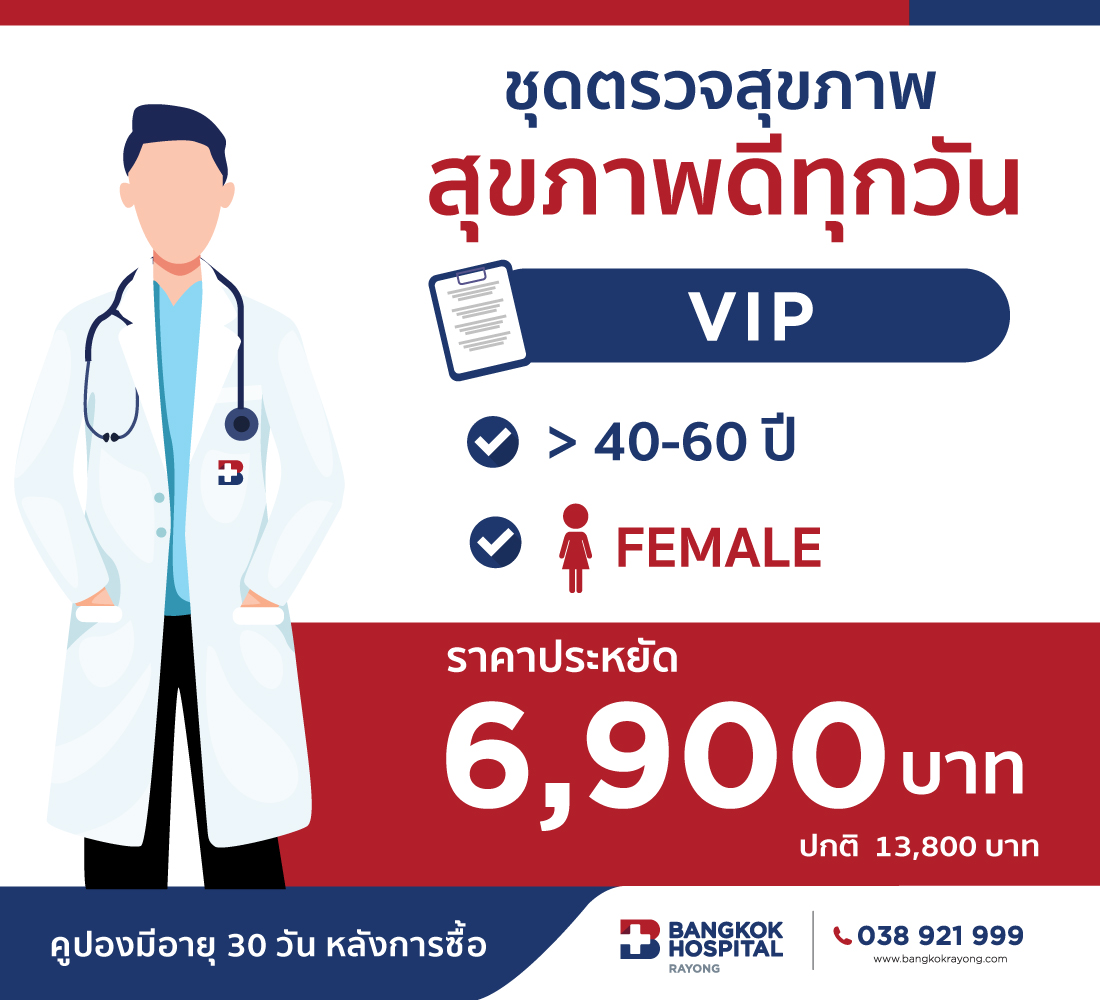 ชุดตรวจสุขภาพ
สุขภาพดีทุกวัน
VIP
> 40-60 ปี
FEMALE
ราคาประหยัด
6,900 บาท
ปกติ 13,800 บาท
คูปองมีอายุ 30 วัน หลังการซื้อ
BANGKOK
HOSPITAL
RAYONG
038 921 999
www.bangkokrayong.com